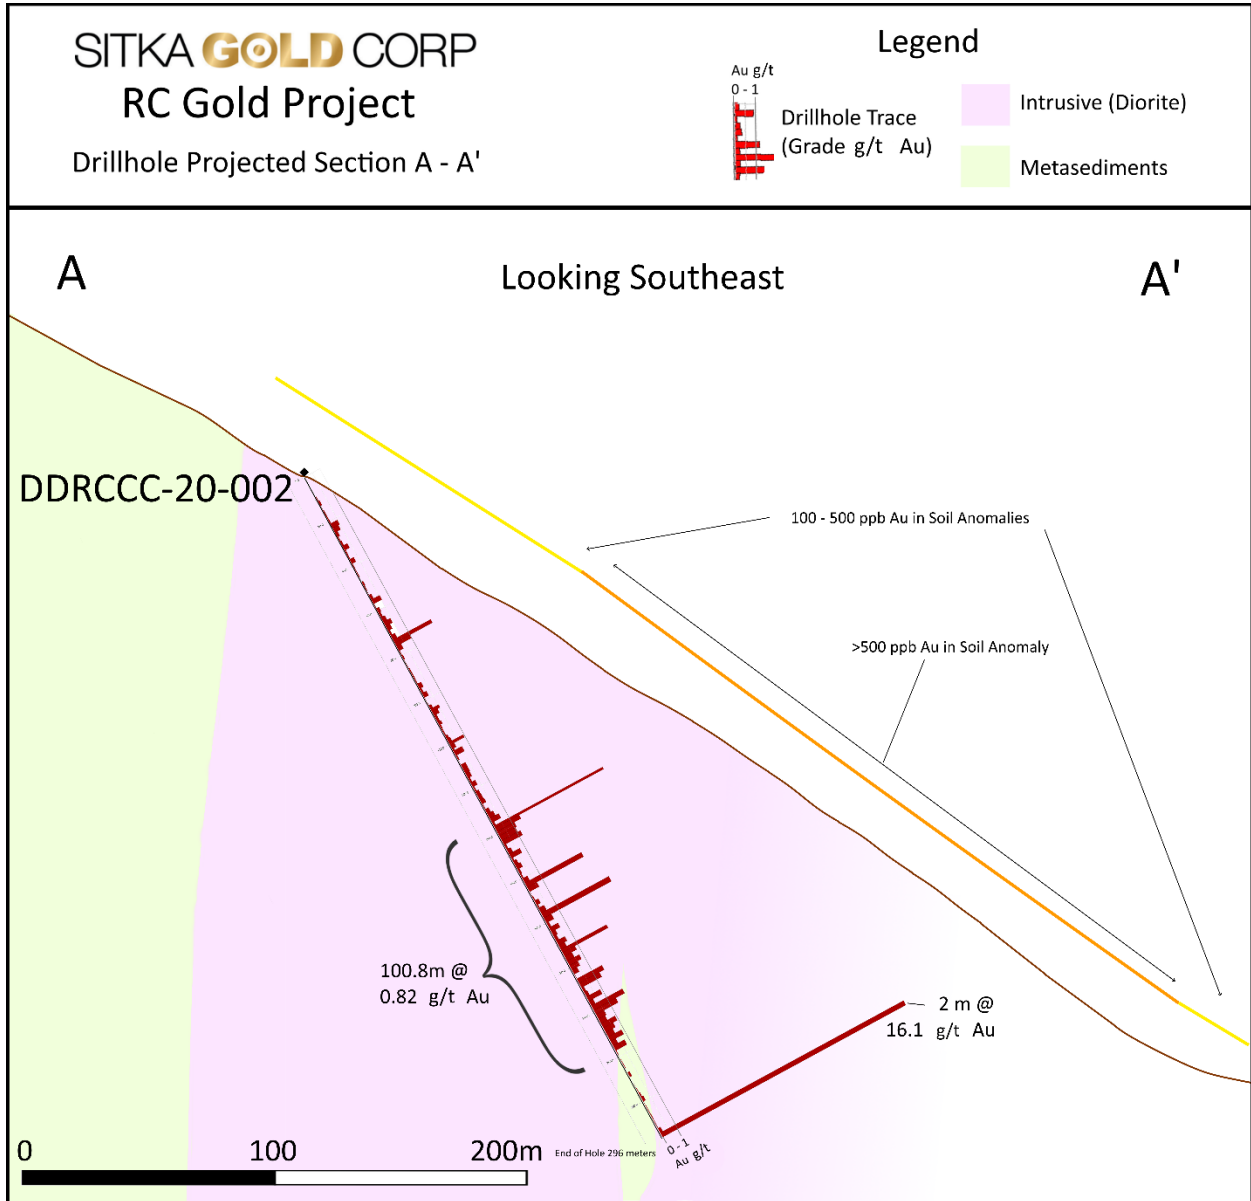 SITKA GOLD CORP
RC Gold Project
Drillhole Projected Section A - A'
Legend
Au g/t
0 - 1
Drillhole Trace
(Grade g/t Au)
Intrusive (Diorite)
Metasediments
A
Looking Southeast
A'
DDRCCC-20-002
100 - 500 ppb Au in Soil Anomalies
>500 ppb Au in Soil Anomaly
100.8m @
0.82 g/t Au
2 m @
16.1 g/t Au
0
100
200m
End of Hole 296 meters
0 - 1
Au g/t